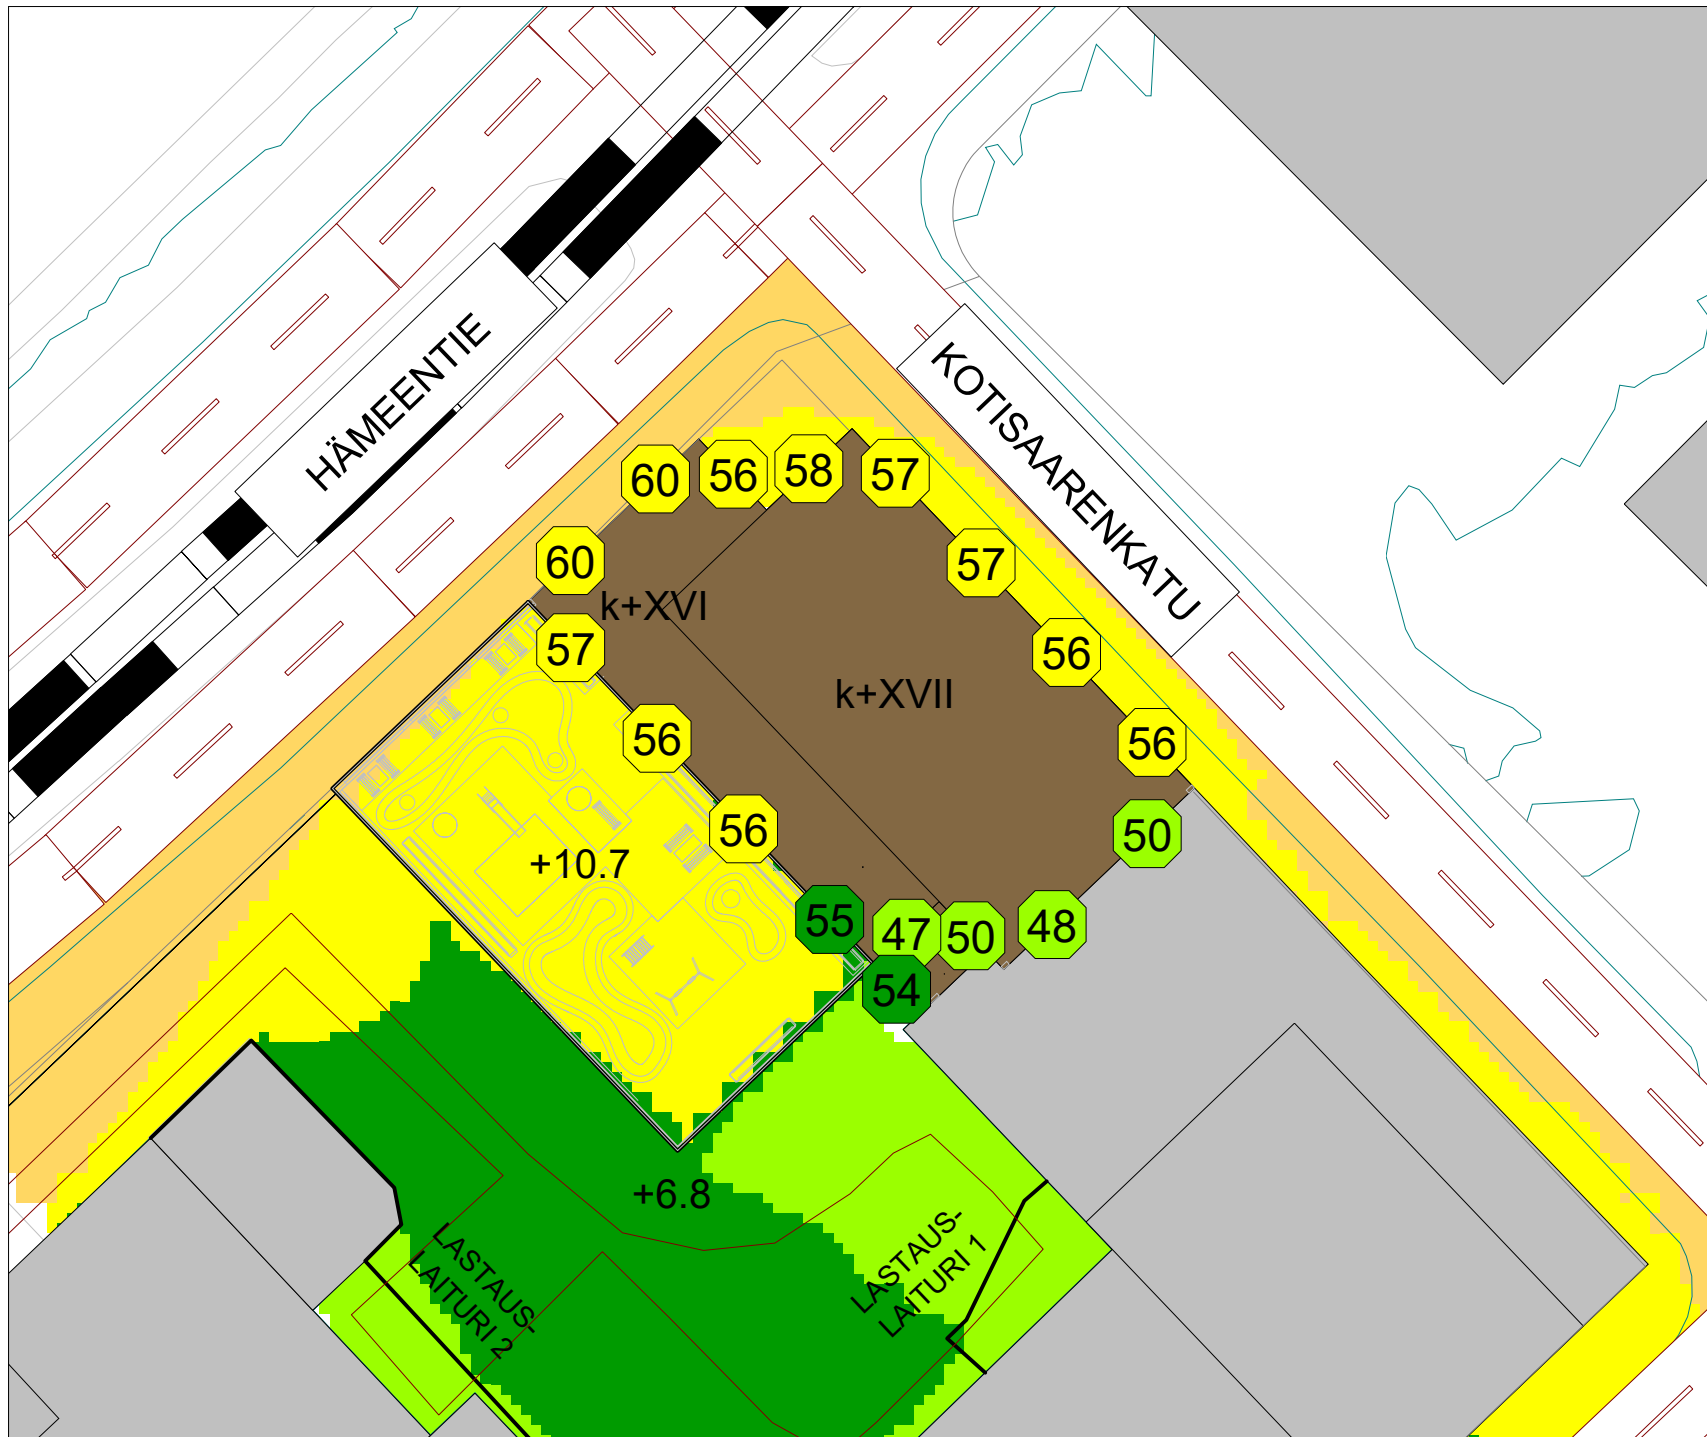 HÄMEENTIE
KOTISAARENKATU
60
56
58
57
60
57
k+XVI
57
56
56
k+XVII
56
56
50
+10.7
55
47
50
48
54
+6.8
LASTAUS-
LAITURI 1
LASTAUS-
LAITURI 2